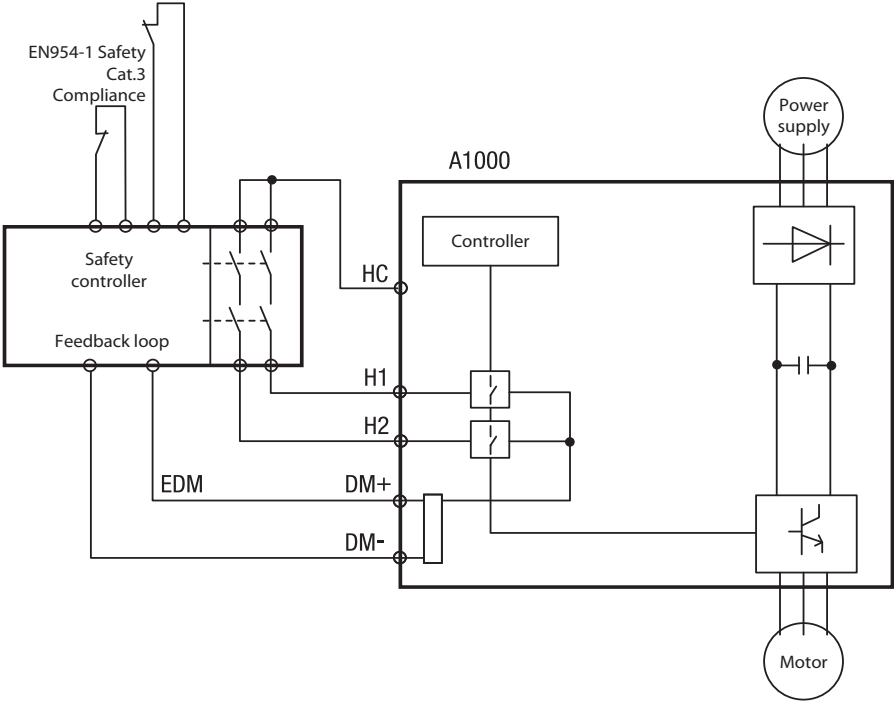 EN954-1 Safety
Cat.3
Compliance
Power
supply
A1000
Controller
Safety
controller
HC
Feedback loop
H1
H2
EDM
DM+
DM-
Motor